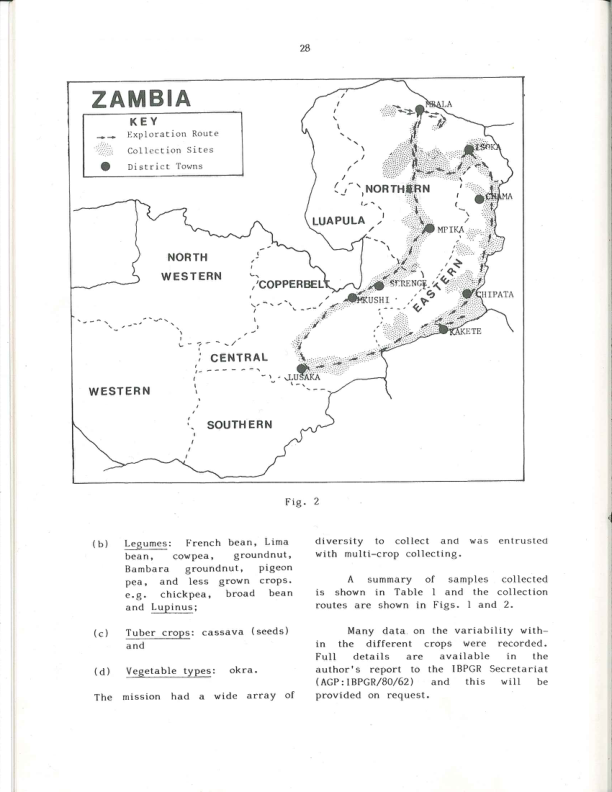 28
ZAMBIA
KEY
Exploration Route
Collection Sites
District Towns
MBALA
ISOKA
NORTHERN
CHAMA
LUAPULA
MPIKA
NORTH
WESTERN
COPPERBELT
SERENGE
EASTERN
MKUSHI
CHIPATA
KAKETE
CENTRAL
LUSAKA
WESTERN
SOUTHERN
Fig. 2
(b) Legumes: French bean, Lima
bean, cowpea, groundnut,
Bambara groundnut, pigeon
pea, and less grown crops.
e.g. chickpea, broad bean
and Lupinus;
(c) Tuber crops: cassava (seeds)
and
(d) Vegetable types: okra.
The mission had a wide array of
diversity to collect and was entrusted
with multi-crop collecting.
A summary of samples collected
is shown in Table 1 and the collection
routes are shown in Figs. 1 and 2.
Many data on the variability with-
in the different crops were recorded.
Full details are available in the
author's report to the IBPGR Secretariat
(AGP:IBPGR/80/62) and this will be
provided on request.